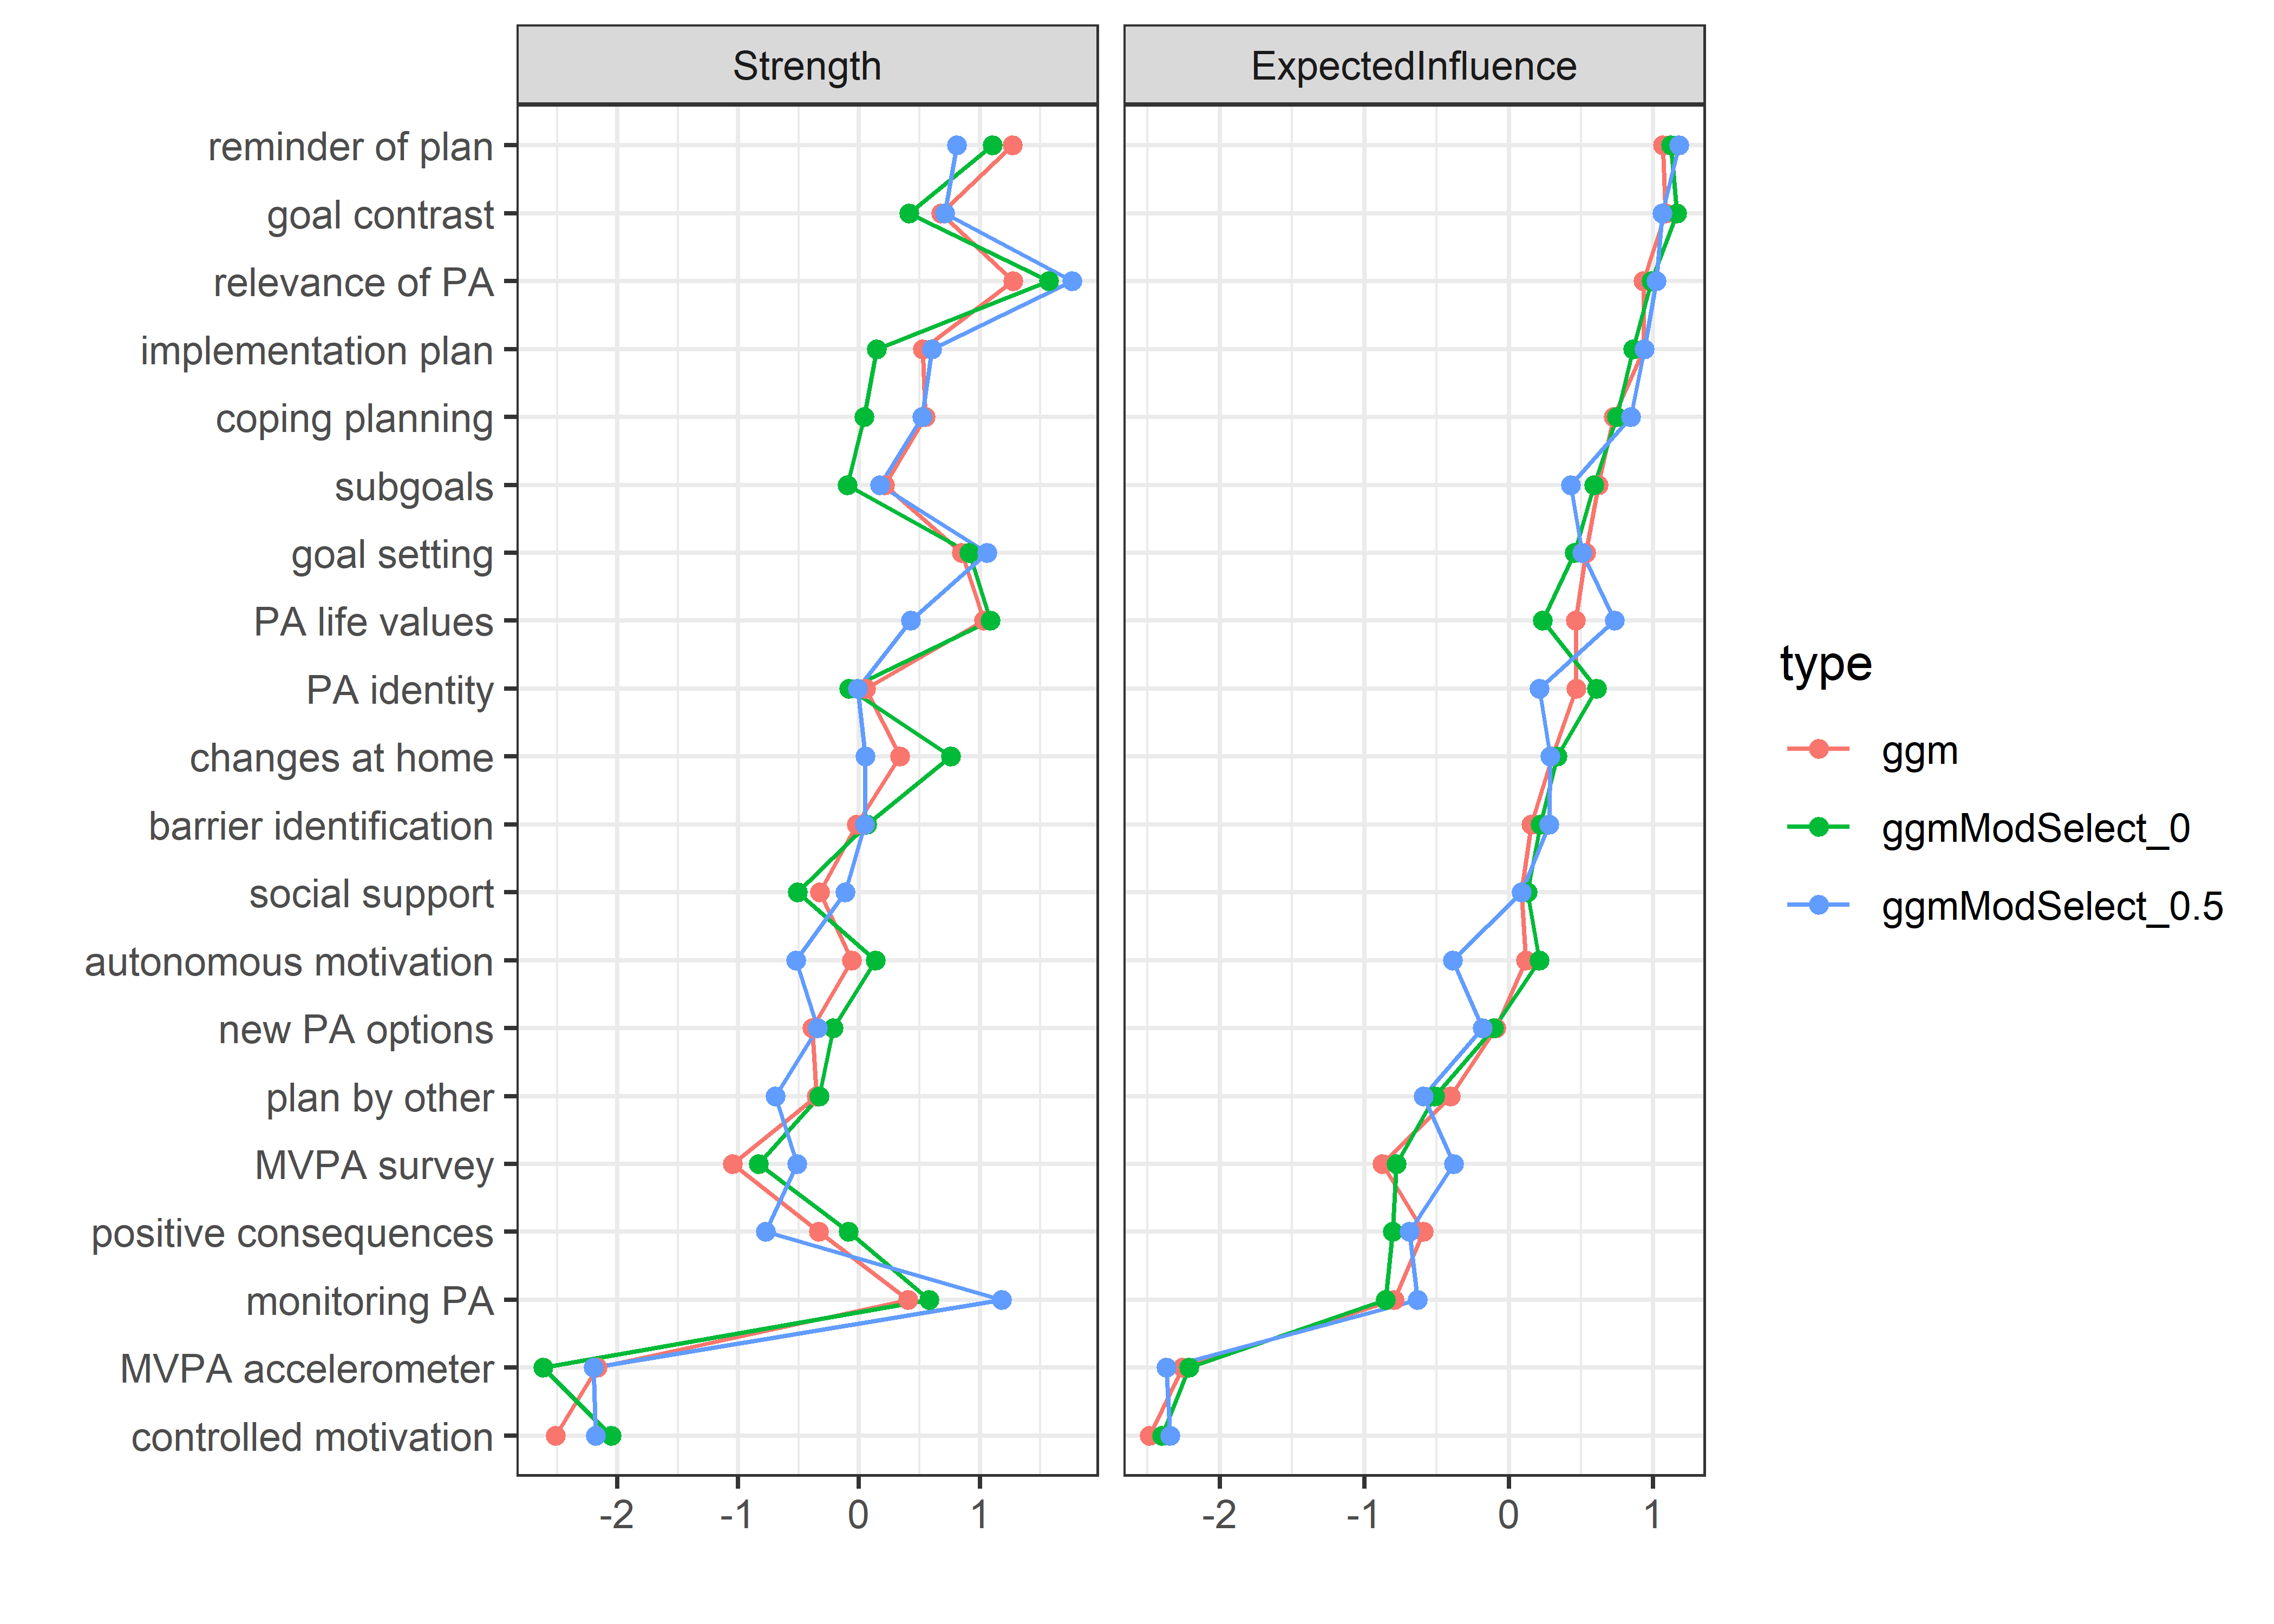 Strength ExpectedInfluence
reminder of plan
goal contrast
relevance of PA
implementation plan
coping planning
subgoals
goal setting
PA life values
PA identity
changes at home
barrier identification
social support
autonomous motivation
new PA options
plan by other
MVPA survey
positive consequences
monitoring PA
MVPA accelerometer
controlled motivation
-2 -1 0 1 -2 -1 0 1
type
ggm
ggmModSelect_0
ggmModSelect_0.5